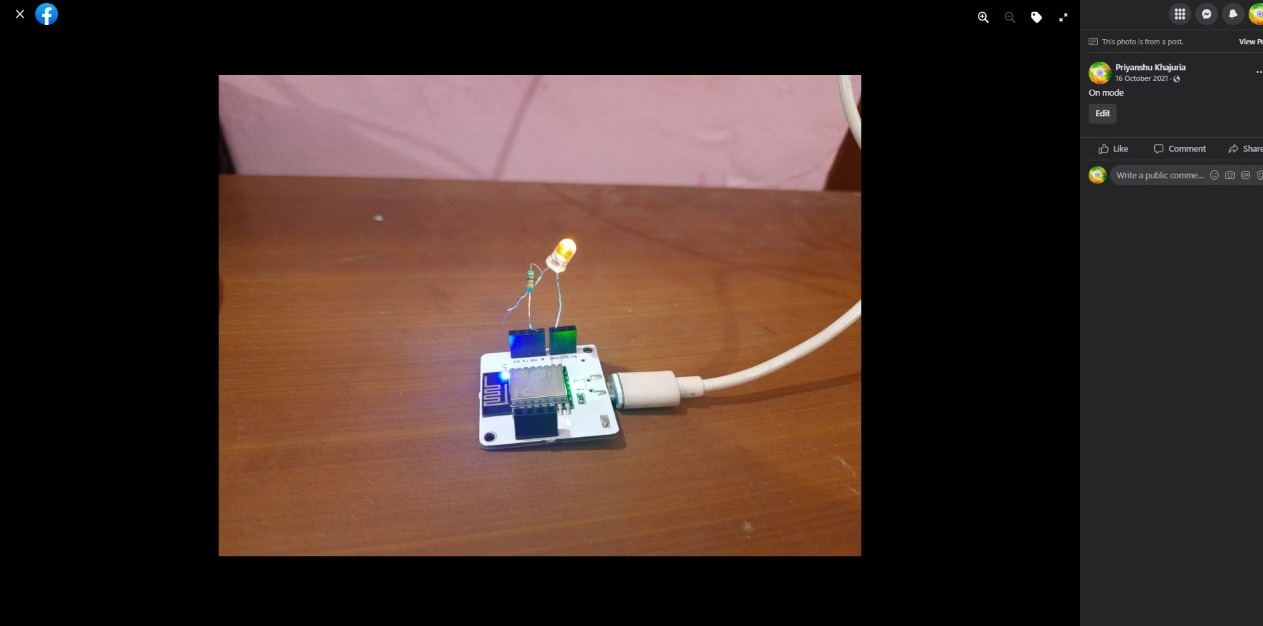 This photo is from a post.
View Po
Priyanshu Khajuria
16 October 2021 ·
On mode
Edit
Like
Comment
Share
Write a public comme...